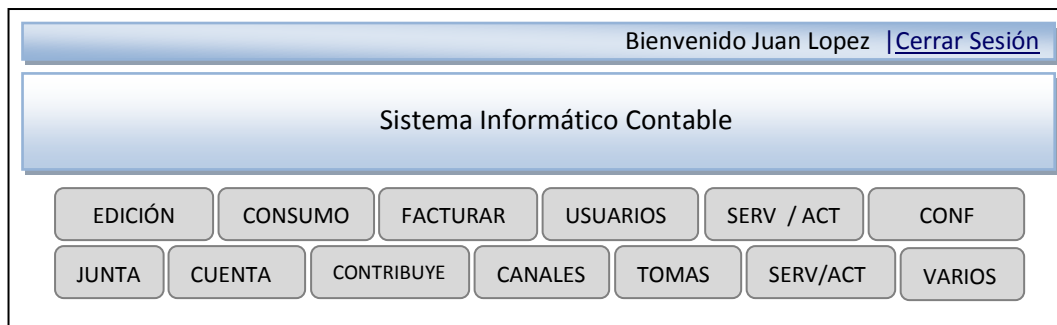 Bienvenido Juan Lopez |Cerrar Sesión
Sistema Informático Contable
EDICIÓN CONSUMO FACTURAR USUARIOS SERV / ACT CONF
JUNTA CUENTA CONTRIBUYE CANALES TOMAS SERV/ACT VARIOS